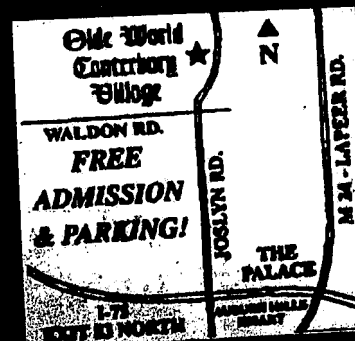 Olde World
Canterbury
Village
N
M 24 - LAPEER RD.
WALDON RD.
FREE
ADMISSION
& PARKING!
JOSLYN RD.
THE
PALACE
I-75
EXIT 83 NORTH